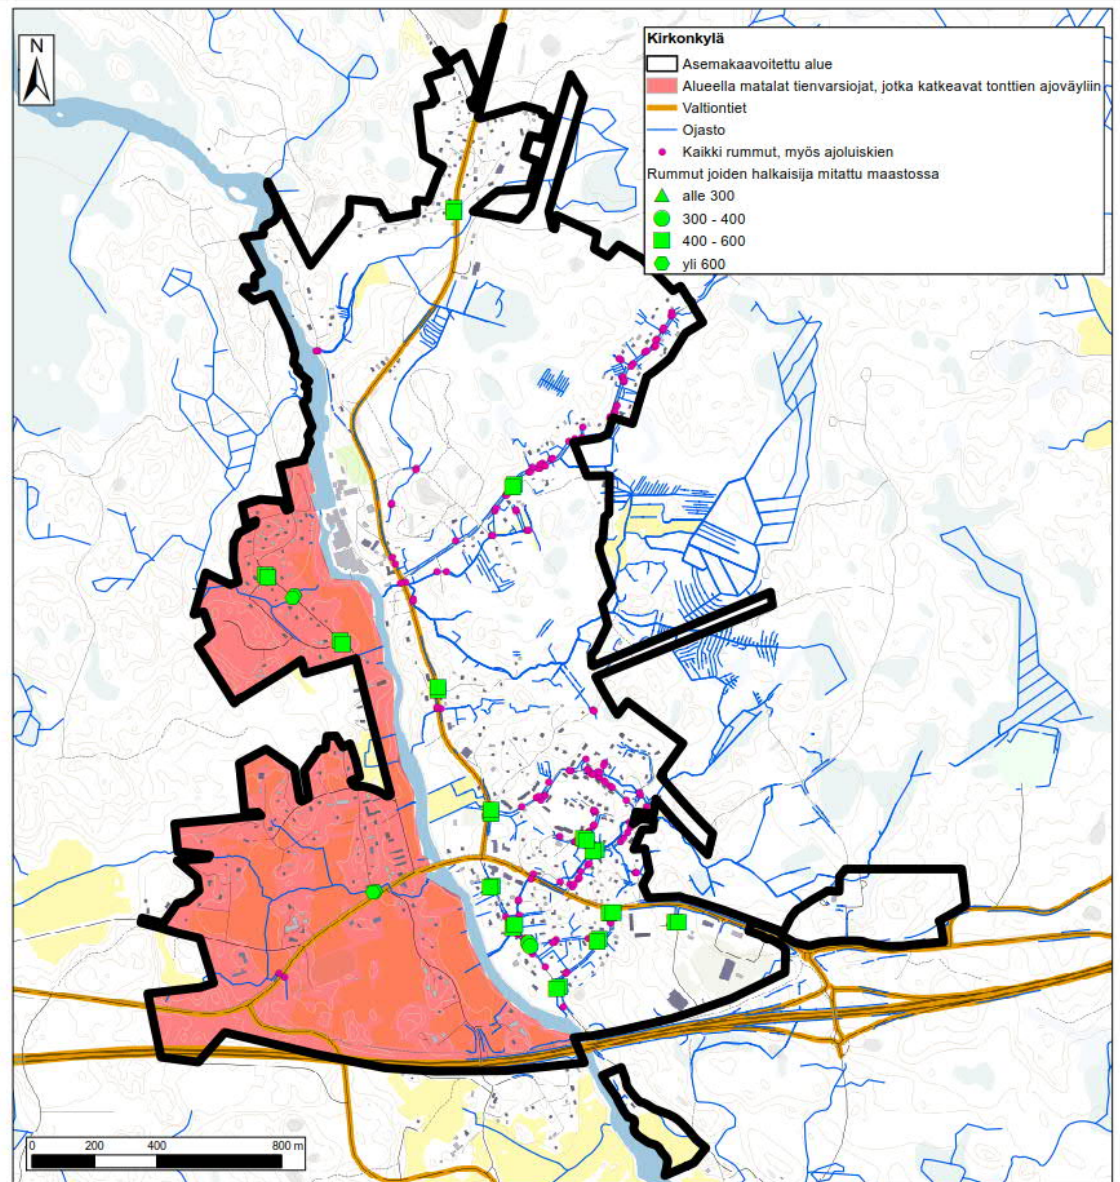 N
Kirkonkylä
Asemakaavoitettu alue
Alueella matalat tienvarsiojat, jotka katkeavat tonttien ajoväyliin
Valtiontiet
Ojasto
Kaikki rummut, myös ajoluiskien
Rummut joiden halkaisija mitattu maastossa
alle 300
300 - 400
400 - 600
yli 600
0 200 400 800 m